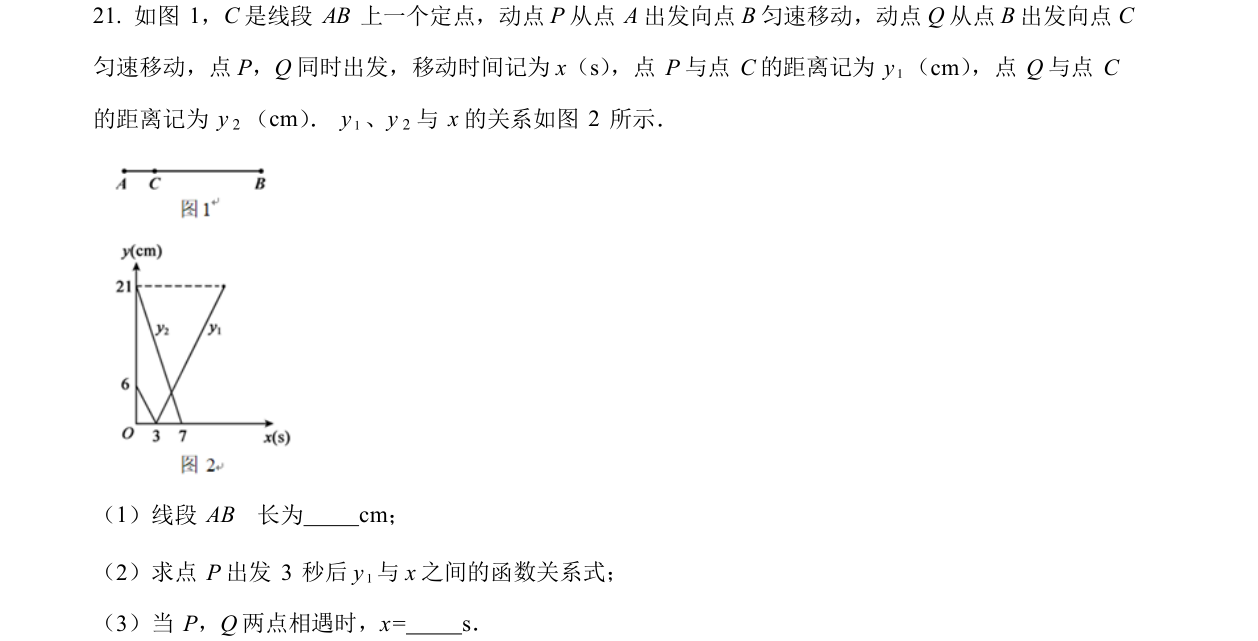 21. 如图 1，C 是线段 AB 上一个定点，动点 P 从点 A 出发向点 B 匀速移动，动点 Q 从点 B 出发向点 C
匀速移动，点 P，Q 同时出发，移动时间记为 x（s），点 P 与点 C 的距离记为 y₁（cm），点 Q 与点 C
的距离记为 y₂（cm）. y₁、y₂ 与 x 的关系如图 2 所示.
A C B
图1
y(cm)
21
y₂ y₁
6
O 3 7 x(s)
图 2
（1）线段 AB 长为_____cm；
（2）求点 P 出发 3 秒后 y₁ 与 x 之间的函数关系式；
（3）当 P，Q 两点相遇时，x=_____s.